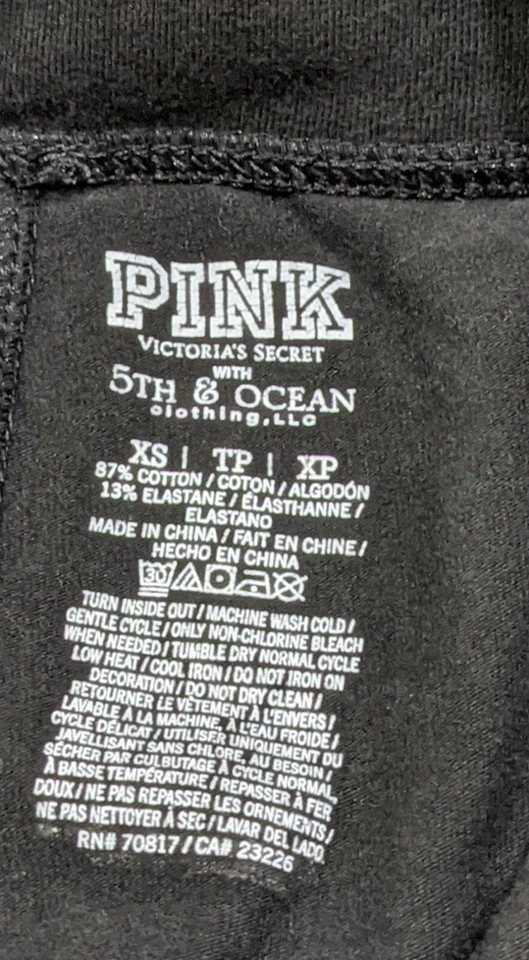 PINK
VICTORIA'S SECRET
WITH
5TH & OCEAN
clothing, LLC
XS | TP | XP
87% COTTON / COTON / ALGODÓN
13% ELASTANE / ÉLASTHANNE /
ELASTANO
MADE IN CHINA / FAIT EN CHINE /
HECHO EN CHINA
30
TURN INSIDE OUT / MACHINE WASH COLD /
GENTLE CYCLE / ONLY NON-CHLORINE BLEACH
WHEN NEEDED / TUMBLE DRY NORMAL CYCLE
LOW HEAT / COOL IRON / DO NOT IRON ON
DECORATION / DO NOT DRY CLEAN /
RETOURNER LE VÊTEMENT À L'ENVERS /
LAVABLE À LA MACHINE, À L'EAU FROIDE /
CYCLE DÉLICAT / UTILISER UNIQUEMENT DU
JAVELLISANT SANS CHLORE, AU BESOIN /
SÉCHER PAR CULBUTAGE À CYCLE NORMAL,
À BASSE TEMPÉRATURE / REPASSER À FER
DOUX / NE PAS REPASSER LES ORNEMENTS /
NE PAS NETTOYER À SEC / LAVAR DEL LADO
RN# 70817 / CA# 23226